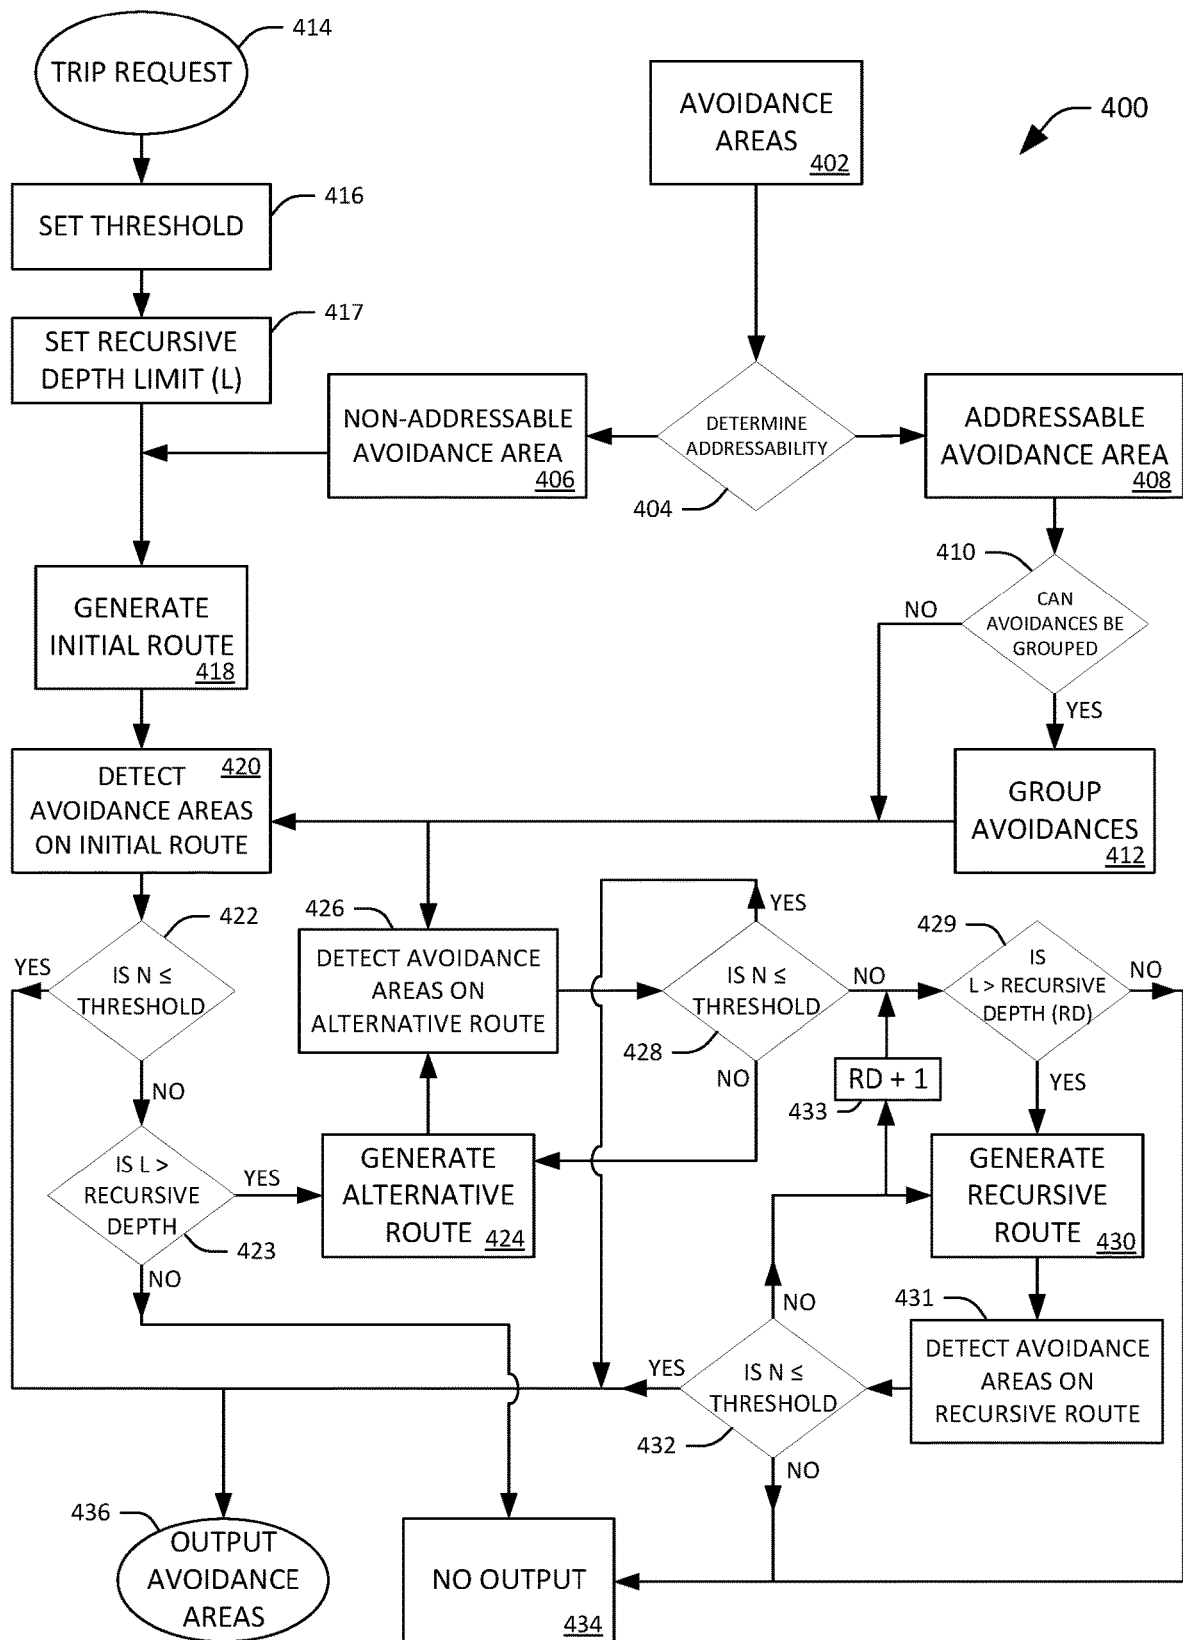 414
TRIP REQUEST
AVOIDANCE
AREAS
402
400
416
SET THRESHOLD
417
SET RECURSIVE
DEPTH LIMIT (L)
NON-ADDRESSABLE
AVOIDANCE AREA
406
DETERMINE
ADDRESSABILITY
404
ADDRESSABLE
AVOIDANCE AREA
408
410
CAN
AVOIDANCES BE
GROUPED
NO
YES
GENERATE
INITIAL ROUTE
418
DETECT
420
AVOIDANCE AREAS
ON INITIAL ROUTE
GROUP
AVOIDANCES
412
422
YES
IS N ≤
THRESHOLD
NO
426
DETECT AVOIDANCE
AREAS ON
ALTERNATIVE ROUTE
YES
IS N ≤
THRESHOLD
428
NO
NO
429
IS
L > RECURSIVE
DEPTH (RD)
NO
YES
RD + 1
433
IS L >
RECURSIVE
DEPTH
423
YES
NO
GENERATE
ALTERNATIVE
ROUTE
424
GENERATE
RECURSIVE
ROUTE
430
431
DETECT AVOIDANCE
AREAS ON
RECURSIVE ROUTE
NO
YES
IS N ≤
THRESHOLD
432
NO
436
OUTPUT
AVOIDANCE
AREAS
NO OUTPUT
434